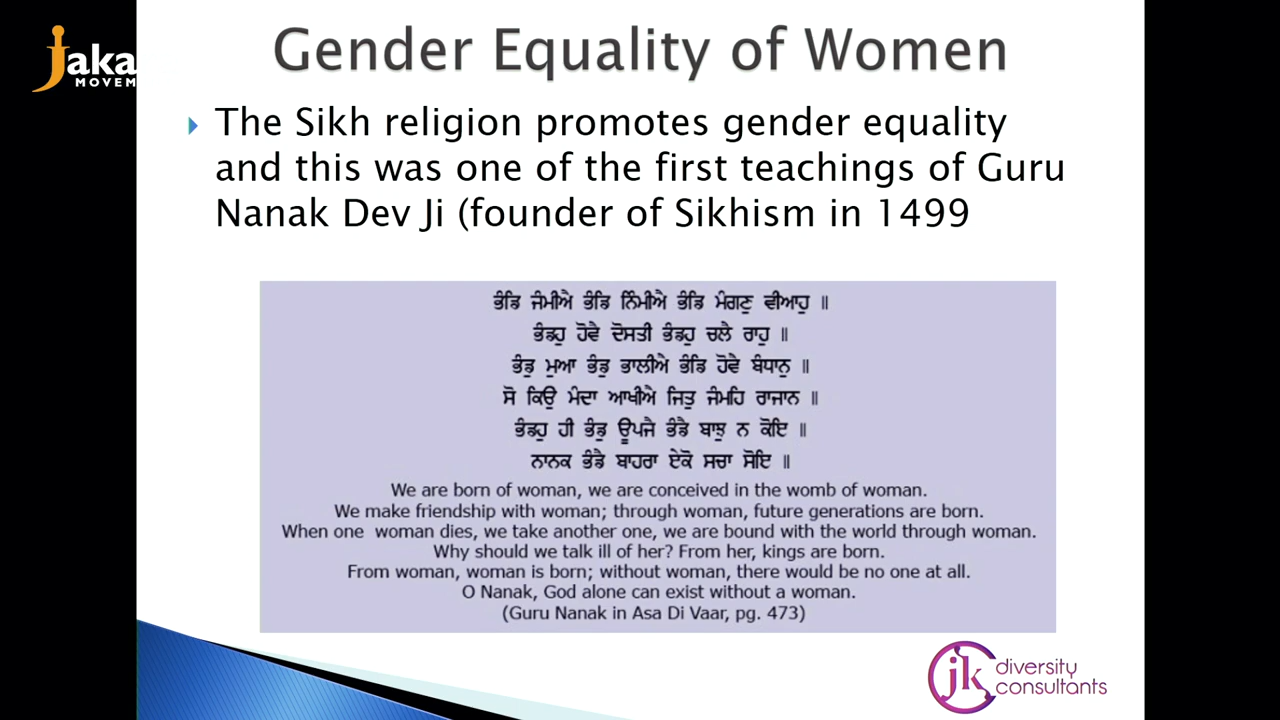 jaka
MOVEM
Gender Equality of Women
The Sikh religion promotes gender equality
and this was one of the first teachings of Guru
Nanak Dev Ji (founder of Sikhism in 1499
ਭੰਡਿ ਜੰਮੀਐ ਭੰਡਿ ਨਿੰਮੀਐ ਭੰਡਿ ਮੰਗਣੁ ਵੀਆਹੁ ॥
ਭੰਡਹੁ ਹੋਵੈ ਦੋਸਤੀ ਭੰਡਹੁ ਚਲੈ ਰਾਹੁ ॥
ਭੰਡੁ ਮੁਆ ਭੰਡੁ ਭਾਲੀਐ ਭੰਡਿ ਹੋਵੈ ਬੰਧਾਨੁ ॥
ਸੋ ਕਿਉ ਮੰਦਾ ਆਖੀਐ ਜਿਤੁ ਜੰਮਹਿ ਰਾਜਾਨ ॥
ਭੰਡਹੁ ਹੀ ਭੰਡੁ ਊਪਜੈ ਭੰਡੈ ਬਾਝੁ ਨ ਕੋਇ ॥
ਨਾਨਕ ਭੰਡੈ ਬਾਹਰਾ ਏਕੋ ਸਚਾ ਸੋਇ ॥
We are born of woman, we are conceived in the womb of woman.
We make friendship with woman; through woman, future generations are born.
When one woman dies, we take another one, we are bound with the world through woman.
Why should we talk ill of her? From her, kings are born.
From woman, woman is born; without woman, there would be no one at all.
O Nanak, God alone can exist without a woman.
(Guru Nanak in Asa Di Vaar, pg. 473)
jk diversity
consultants